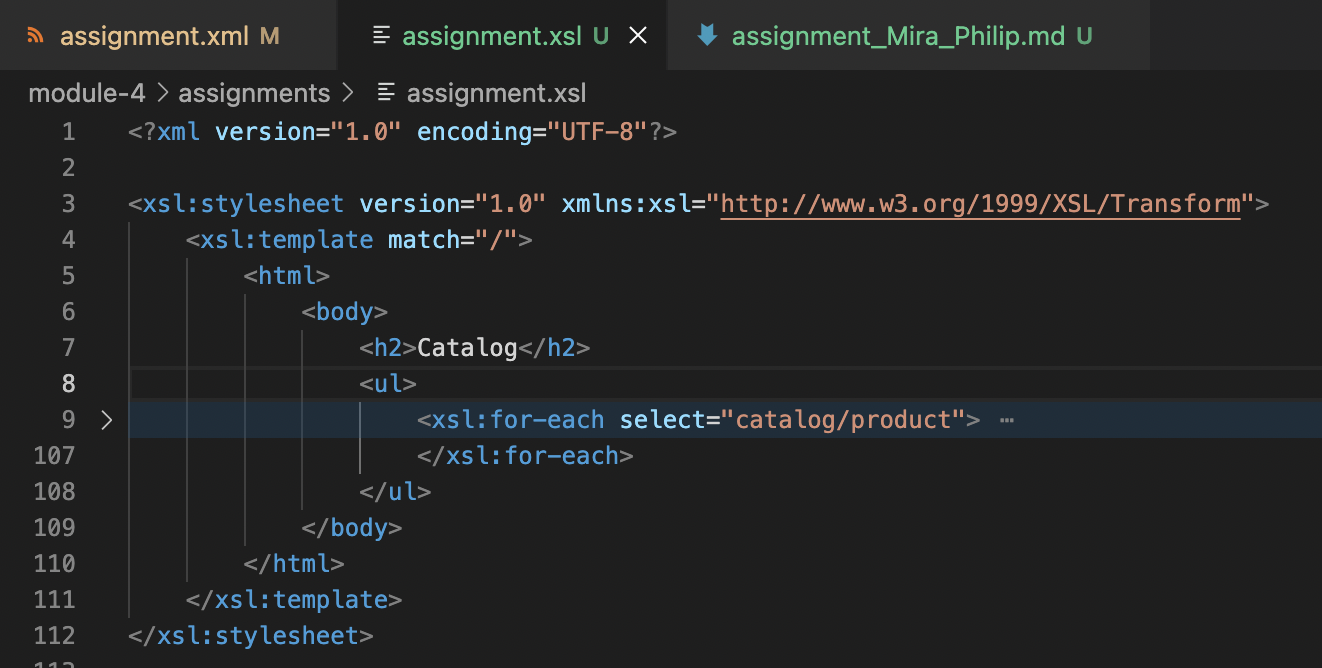 assignment.xml M assignment.xsl U assignment_Mira_Philip.md U
module-4 > assignments > assignment.xsl
1 <?xml version="1.0" encoding="UTF-8"?>
2
3 <xsl:stylesheet version="1.0" xmlns:xsl="http://www.w3.org/1999/XSL/Transform">
4 <xsl:template match="/">
5 <html>
6 <body>
7 <h2>Catalog</h2>
8 <ul>
9 <xsl:for-each select="catalog/product"> …
107 </xsl:for-each>
108 </ul>
109 </body>
110 </html>
111 </xsl:template>
112 </xsl:stylesheet>